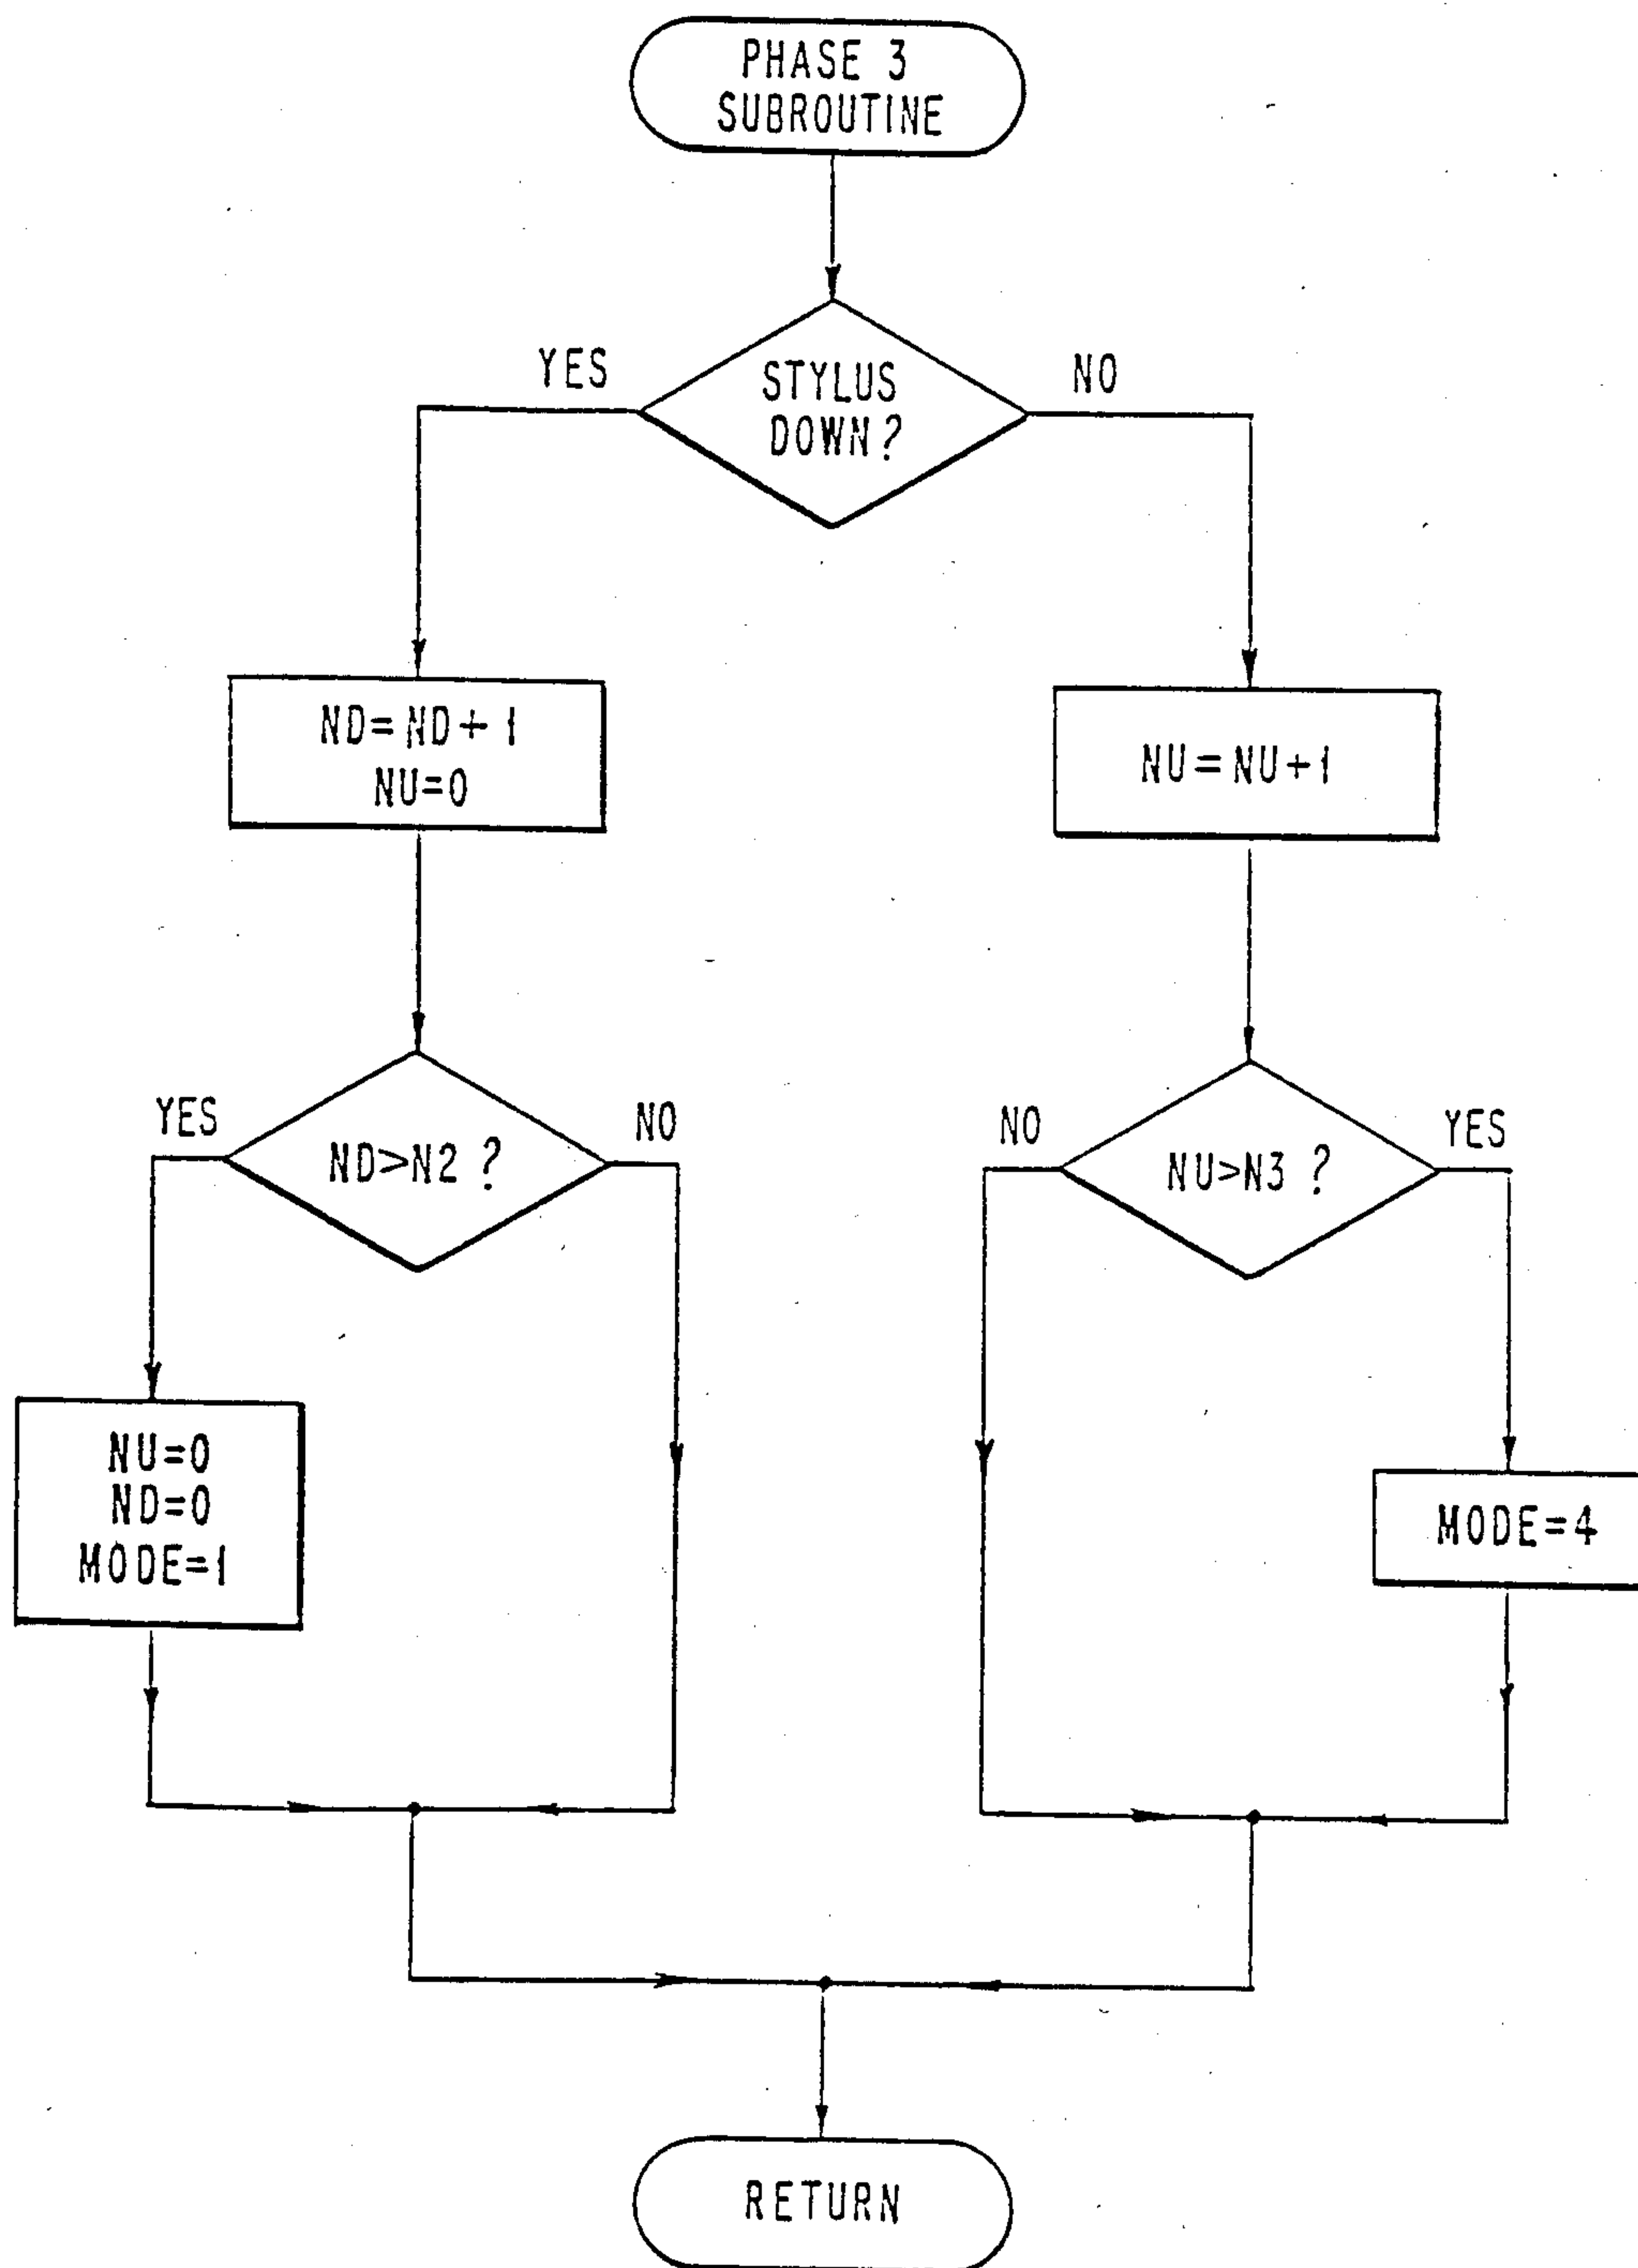 PHASE 3
SUBROUTINE
YES
STYLUS
DOWN?
NO
ND=ND+1
NU=0
NU=NU+1
YES
ND>N2 ?
NO
NO
NU>N3 ?
YES
NU=0
ND=0
MODE=1
MODE=4
RETURN